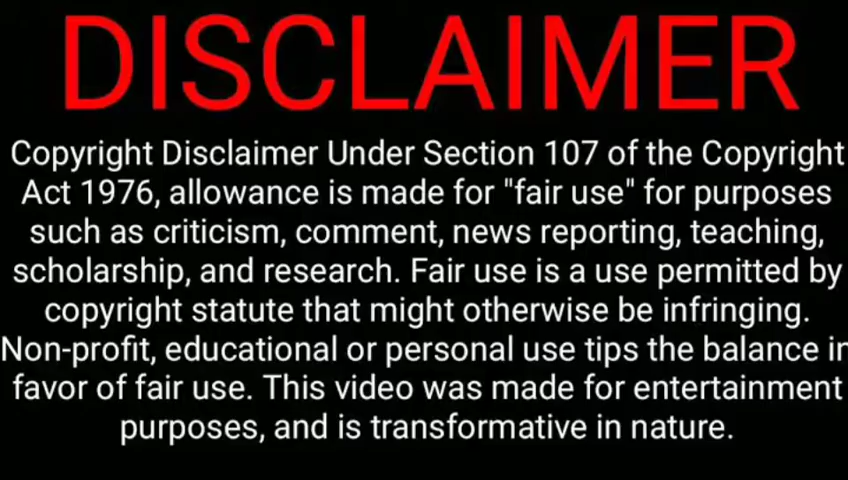 DISCLAIMER
Copyright Disclaimer Under Section 107 of the Copyright
Act 1976, allowance is made for "fair use" for purposes
such as criticism, comment, news reporting, teaching,
scholarship, and research. Fair use is a use permitted by
copyright statute that might otherwise be infringing.
Non-profit, educational or personal use tips the balance in
favor of fair use. This video was made for entertainment
purposes, and is transformative in nature.